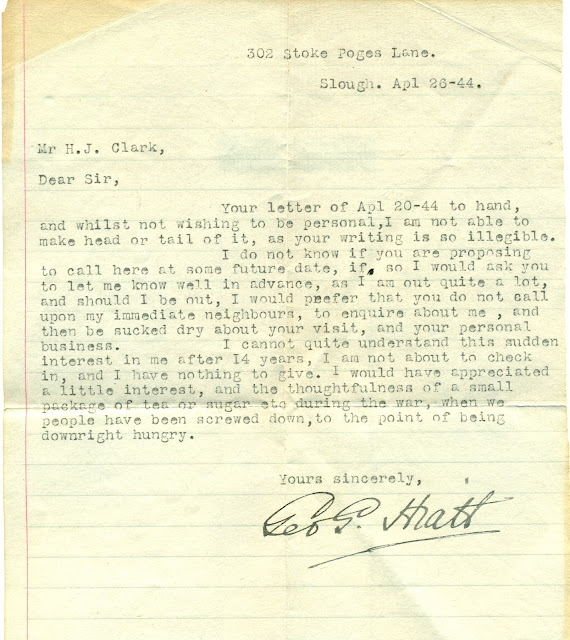 302 Stoke Poges Lane.
Slough. Apl 26-44.
Mr H.J. Clark,
Dear Sir,
Your letter of Apl 20-44 to hand,
and whilst not wishing to be personal,I am not able to
make head or tail of it, as your writing is so illegible.
I do not know if you are proposing
to call here at some future date, if, so I would ask you
to let me know well in advance, as I am out quite a lot,
and should I be out, I would prefer that you do not call
upon my immediate neighbours, to enquire about me , and
then be sucked dry about your visit, and your personal
business. I cannot quite understand this sudden
interest in me after 14 years, I am not about to check
in, and I have nothing to give. I would have appreciated
a little interest, and the thoughtfulness of a small
package of tea or sugar etc during the war, when we
people have been screwed down,to the point of being
downright hungry.
Yours sincerely,
Geo G. Hiatt